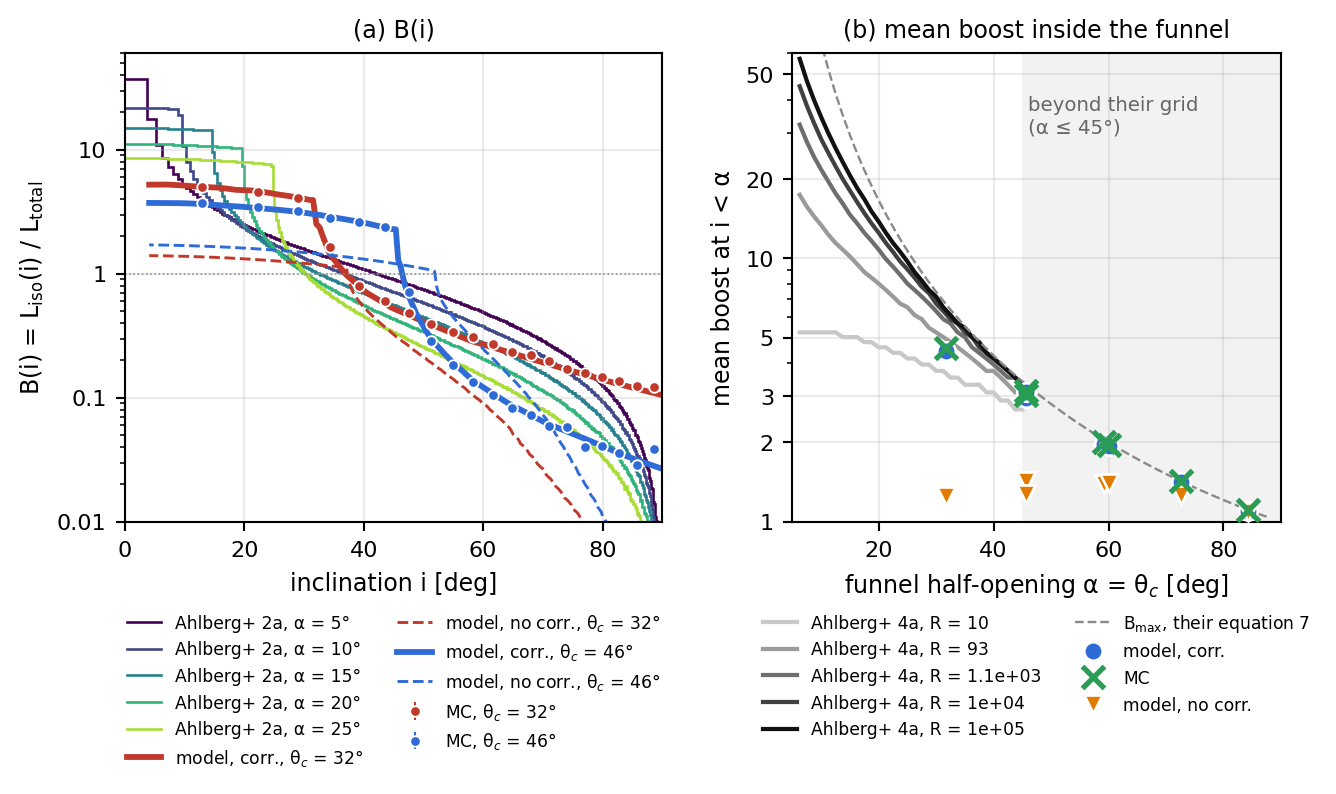 (a) B(i)
B(i) = L_iso(i) / L_total
10
1
0.1
0.01
0
20
40
60
80
inclination i [deg]
Ahlberg+ 2a, α = 5°
Ahlberg+ 2a, α = 10°
Ahlberg+ 2a, α = 15°
Ahlberg+ 2a, α = 20°
Ahlberg+ 2a, α = 25°
model, corr., θ_c = 32°
model, no corr., θ_c = 32°
model, corr., θ_c = 46°
model, no corr., θ_c = 46°
MC, θ_c = 32°
MC, θ_c = 46°
(b) mean boost inside the funnel
beyond their grid
(α ≤ 45°)
mean boost at i < α
50
20
10
5
3
2
1
20
40
60
80
funnel half-opening α = θ_c [deg]
Ahlberg+ 4a, R = 10
Ahlberg+ 4a, R = 93
Ahlberg+ 4a, R = 1.1e+03
Ahlberg+ 4a, R = 1e+04
Ahlberg+ 4a, R = 1e+05
B_max, their equation 7
model, corr.
MC
model, no corr.